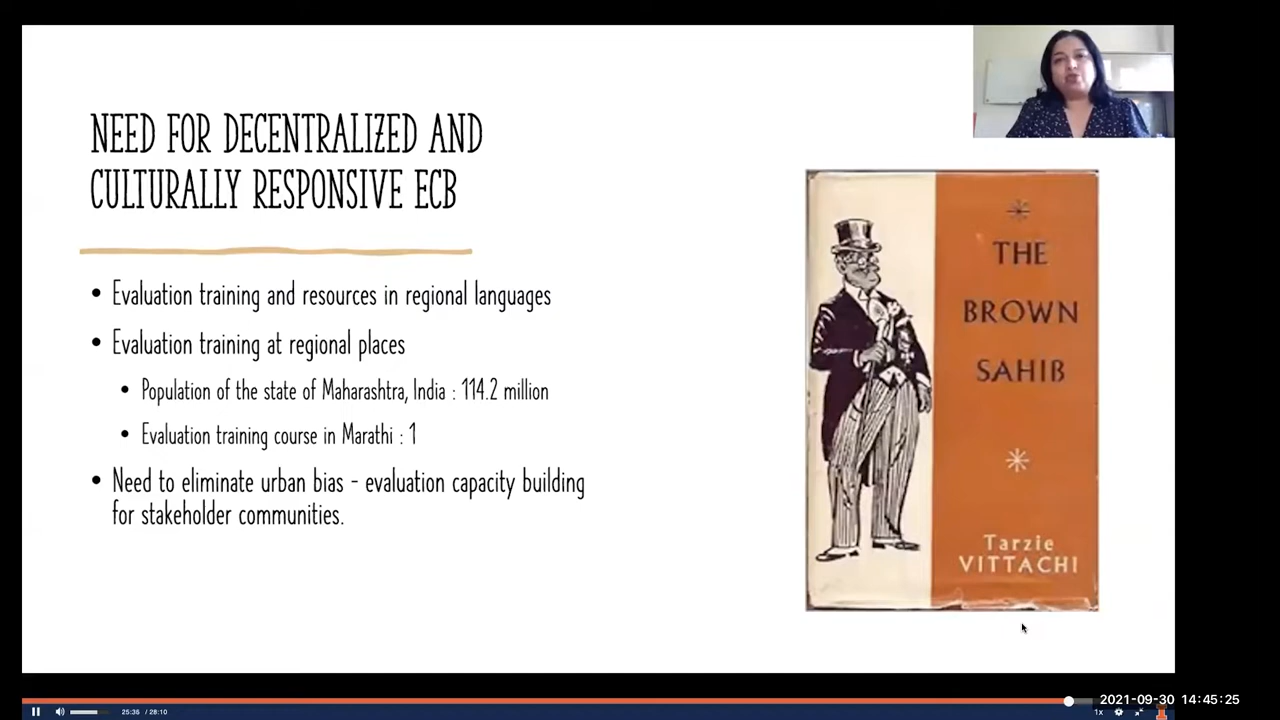 NEED FOR DECENTRALIZED AND
CULTURALLY RESPONSIVE ECB
• Evaluation training and resources in regional languages
• Evaluation training at regional places
• Population of the state of Maharashtra, India : 114.2 million
• Evaluation training course in Marathi : 1
• Need to eliminate urban bias - evaluation capacity building
for stakeholder communities.
THE
BROWN
SAHIB
Tarzie
VITTACHI
25:36 / 28:10
1x
2021-09-30 14:45:25